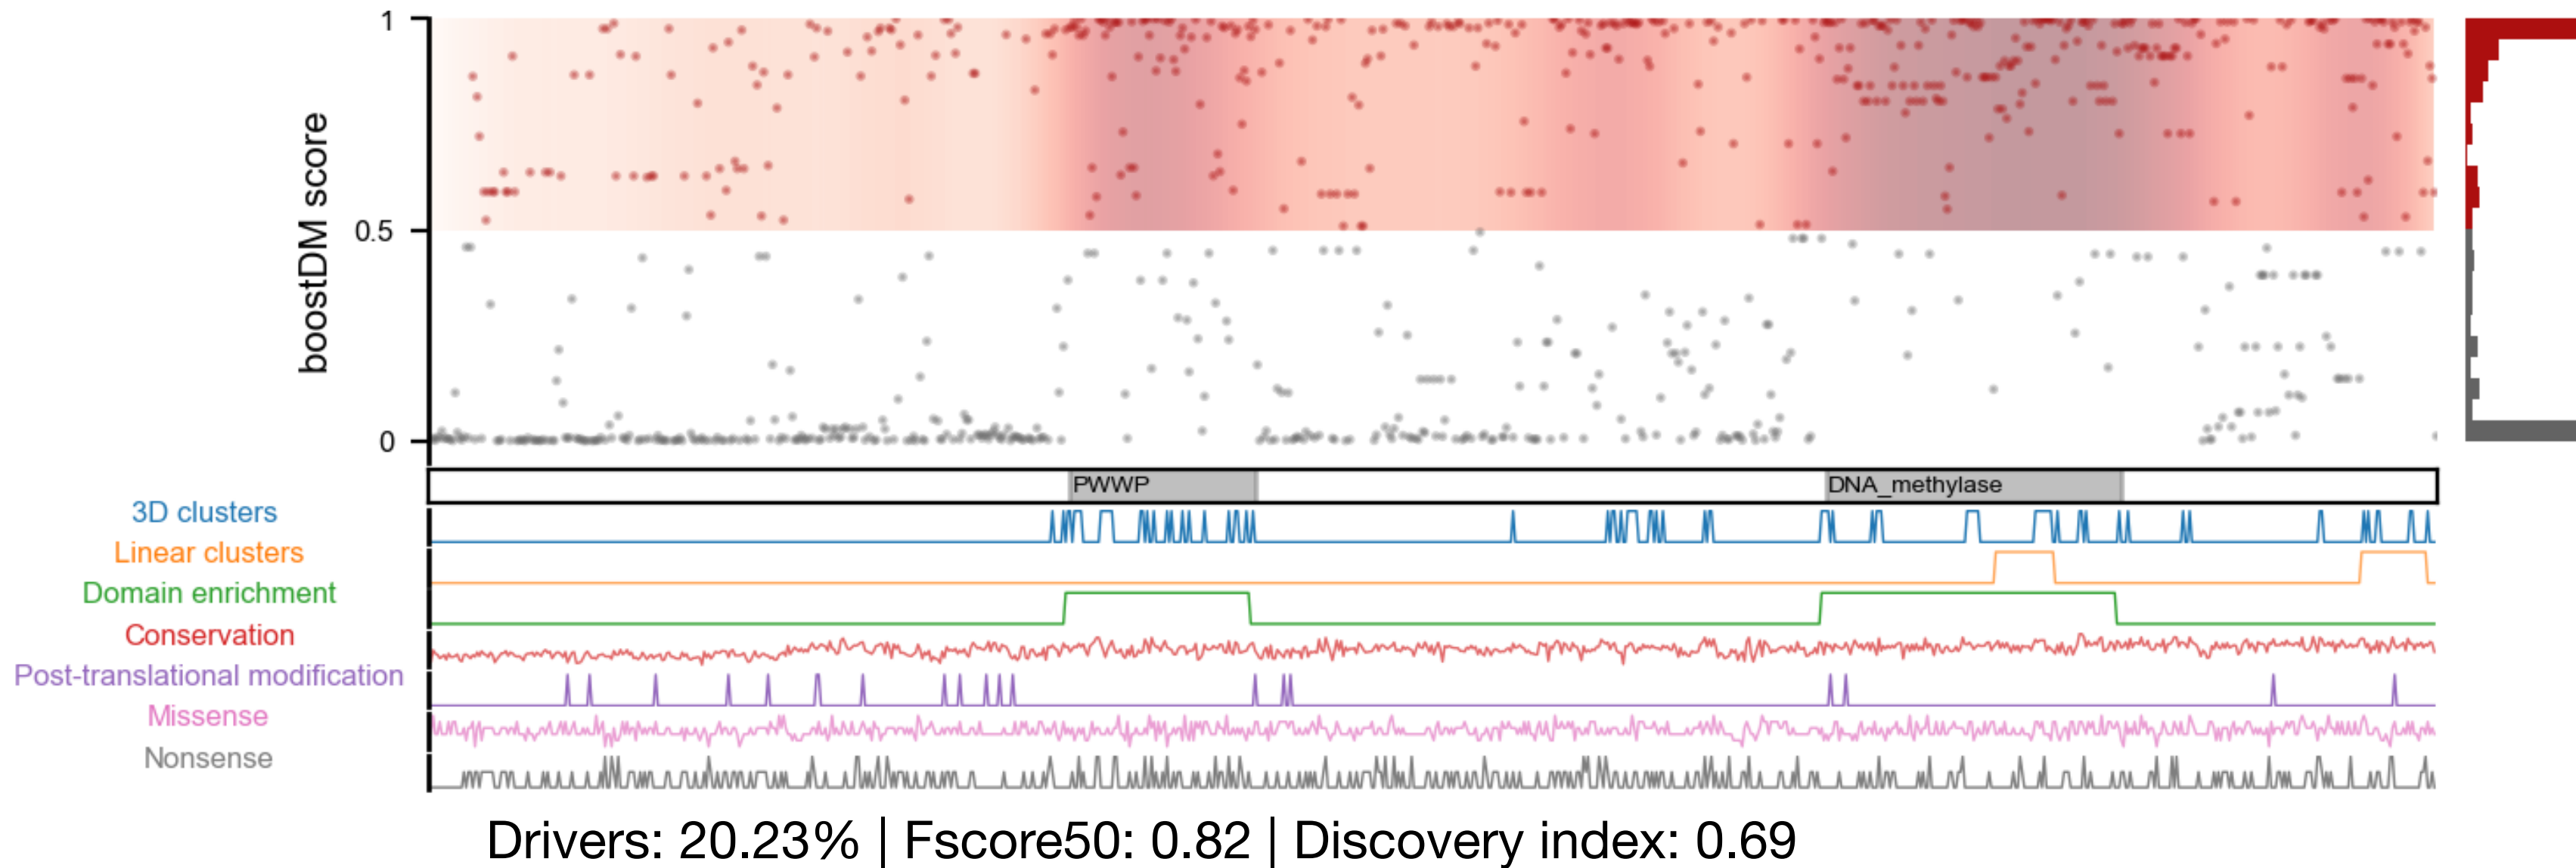 1
boostDM score
0.5
0
PWWP
DNA_methylase
3D clusters
Linear clusters
Domain enrichment
Conservation
Post-translational modification
Missense
Nonsense
Drivers: 20.23% | Fscore50: 0.82 | Discovery index: 0.69